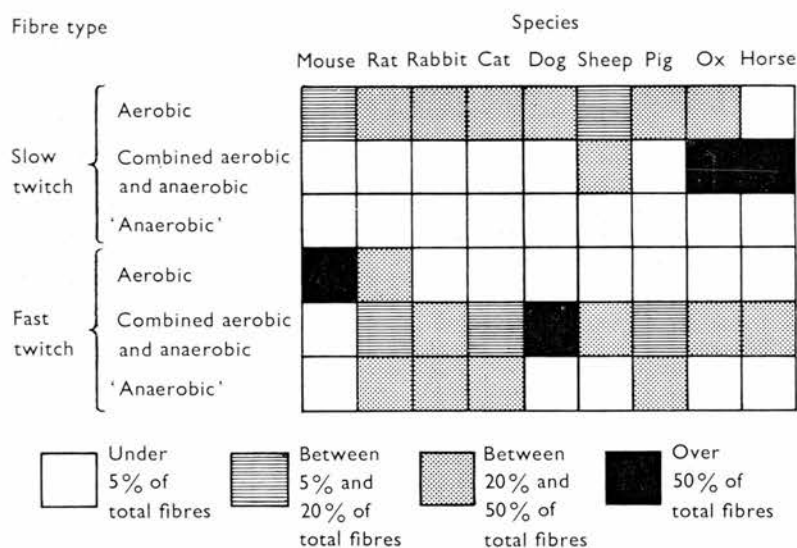 Fibre type
Species
Mouse Rat Rabbit Cat Dog Sheep Pig Ox Horse
Slow twitch
Aerobic
Combined aerobic and anaerobic
'Anaerobic'
Fast twitch
Aerobic
Combined aerobic and anaerobic
'Anaerobic'
Under
5% of
total fibres
Between
5% and
20% of
total fibres
Between
20% and
50% of
total fibres
Over
50% of
total fibres